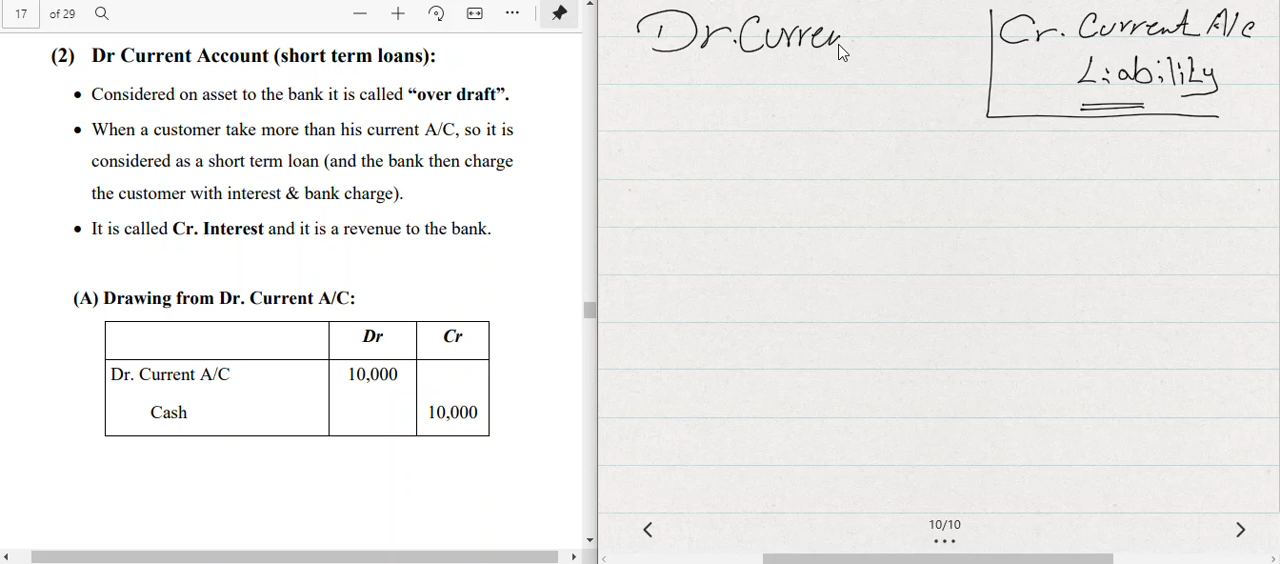 17 of 29
(2) Dr Current Account (short term loans):
• Considered on asset to the bank it is called “over draft”.
• When a customer take more than his current A/C, so it is
considered as a short term loan (and the bank then charge
the customer with interest & bank charge).
• It is called Cr. Interest and it is a revenue to the bank.
(A) Drawing from Dr. Current A/C:
Dr Cr
Dr. Current A/C 10,000
Cash 10,000
Dr. Curren
Cr. Current A/c
Liability
10/10